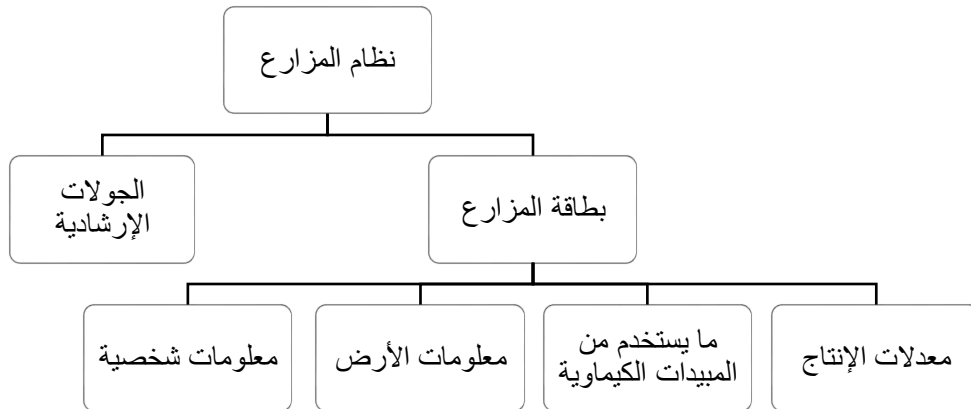 نظام المزارع
بطاقة المزارع
الجولات
الإرشادية
معدلات الإنتاج
ما يستخدم من
المبيدات الكيماوية
معلومات الأرض
معلومات شخصية